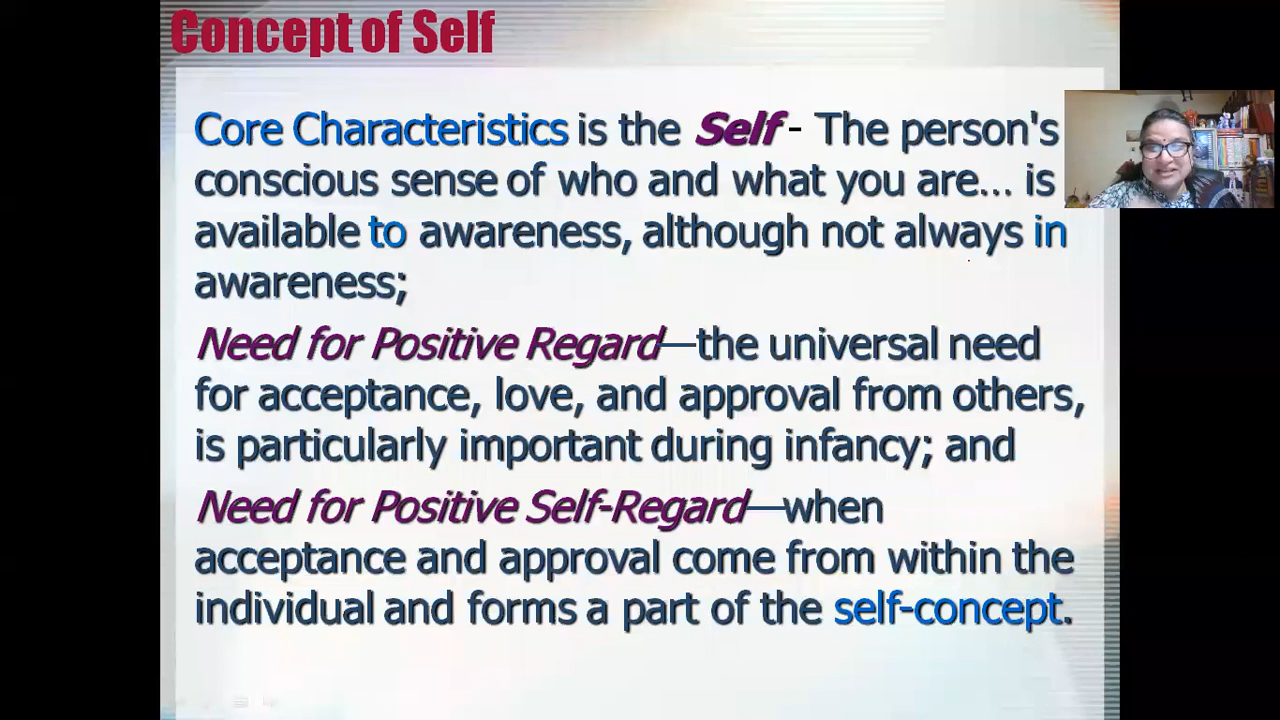 Concept of Self
Core Characteristics is the Self - The person's
conscious sense of who and what you are... is
available to awareness, although not always in
awareness;
Need for Positive Regard—the universal need
for acceptance, love, and approval from others,
is particularly important during infancy; and
Need for Positive Self-Regard—when
acceptance and approval come from within the
individual and forms a part of the self-concept.